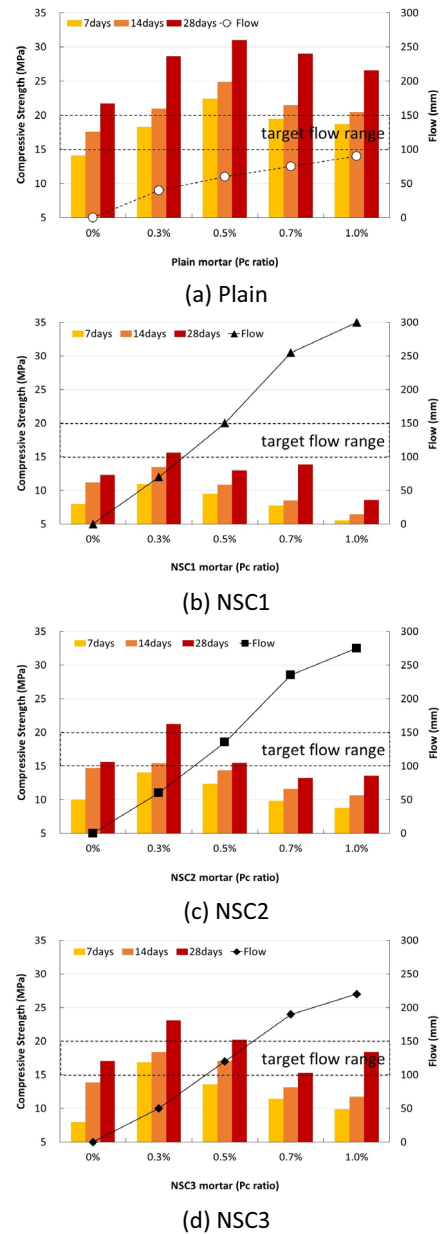 7days 14days 28days Flow
Compressive Strength (MPa)
35
30
25
20
15
10
5
300
250
200
150
100
50
0
Flow (mm)
target flow range
0% 0.3% 0.5% 0.7% 1.0%
Plain mortar (Pc ratio)
(a) Plain
7days 14days 28days Flow
Compressive Strength (MPa)
35
30
25
20
15
10
5
300
250
200
150
100
50
0
Flow (mm)
target flow range
0% 0.3% 0.5% 0.7% 1.0%
NSC1 mortar (Pc ratio)
(b) NSC1
7days 14days 28days Flow
Compressive Strength (MPa)
35
30
25
20
15
10
5
300
250
200
150
100
50
0
Flow (mm)
target flow range
0% 0.3% 0.5% 0.7% 1.0%
NSC2 mortar (Pc ratio)
(c) NSC2
7days 14days 28days Flow
Compressive Strength (MPa)
35
30
25
20
15
10
5
300
250
200
150
100
50
0
Flow (mm)
target flow range
0% 0.3% 0.5% 0.7% 1.0%
NSC3 mortar (Pc ratio)
(d) NSC3